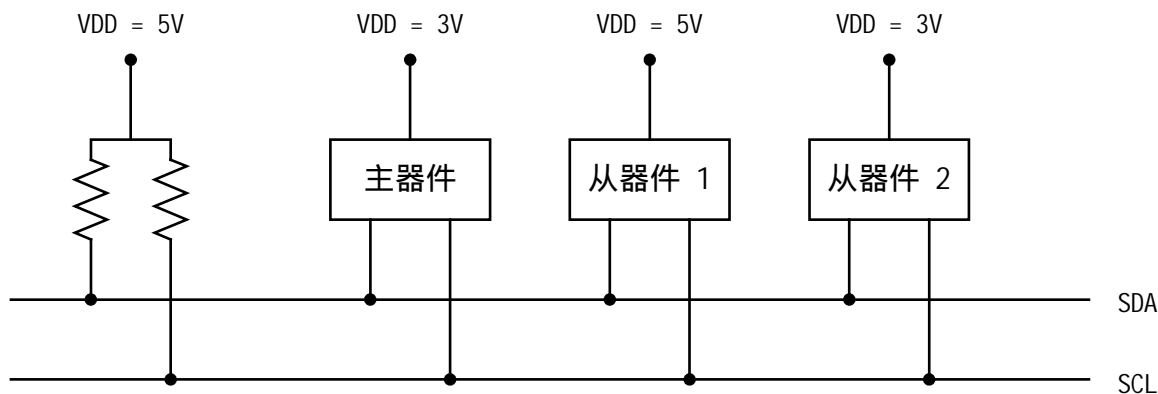 VDD = 5V
VDD = 3V
VDD = 5V
VDD = 3V
主器件
从器件 1
从器件 2
SDA
SCL